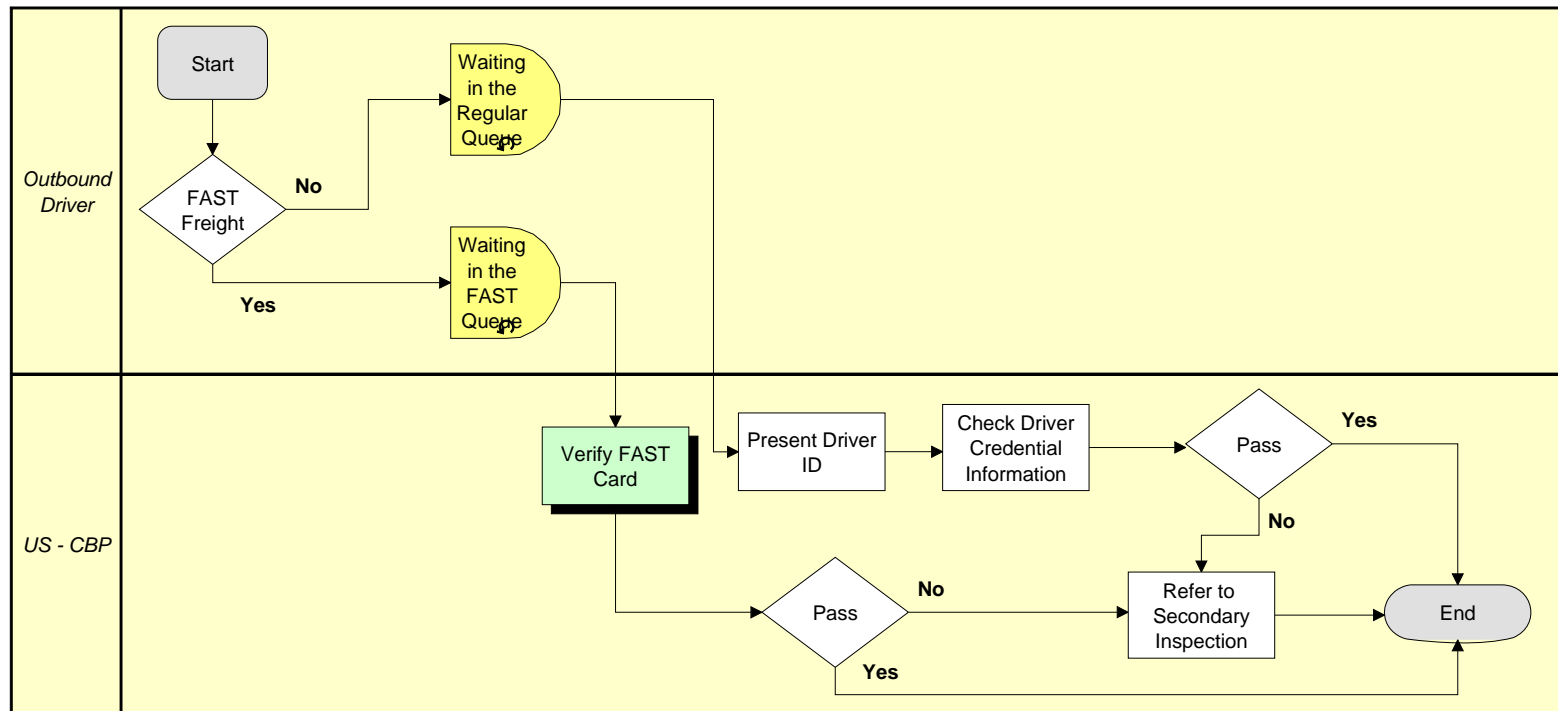 Start
Waiting
in the
Regular
Queue
Outbound
Driver
FAST
Freight
No
Waiting
in the
FAST
Queue
Yes
US - CBP
Verify FAST
Card
Present Driver
ID
Check Driver
Credential
Information
Pass
Yes
No
Pass
No
Yes
Refer to
Secondary
Inspection
End